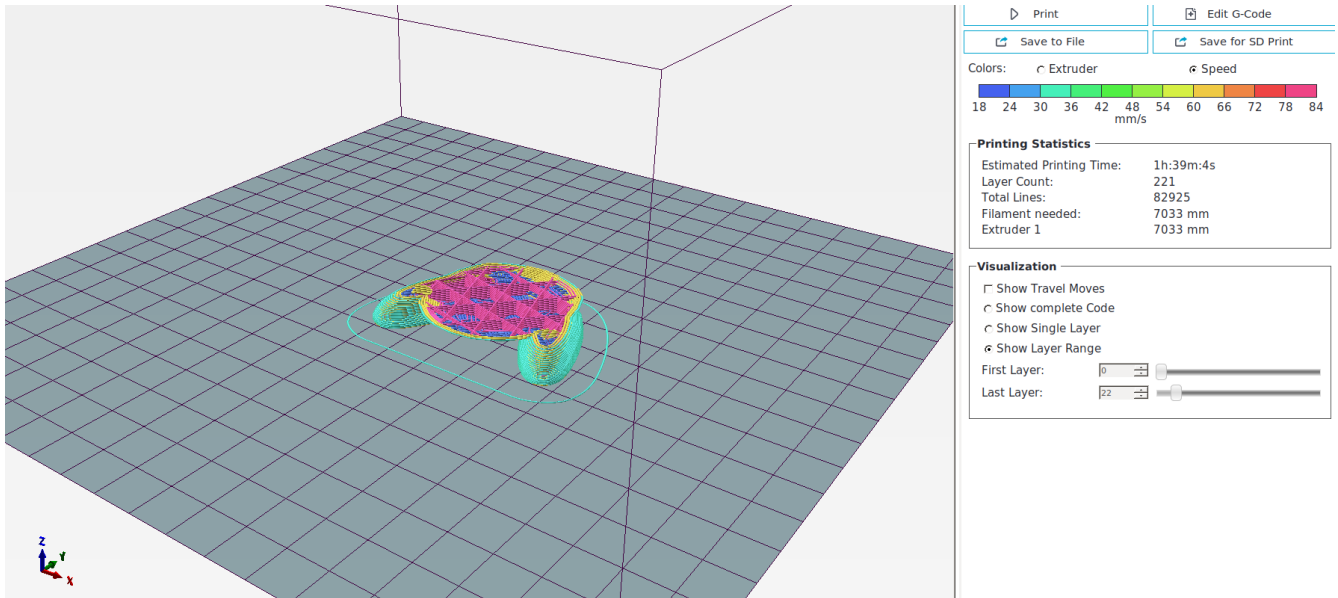 Print
Edit G-Code
Save to File
Save for SD Print
Colors: Extruder Speed
18 24 30 36 42 48 54 60 66 72 78 84
mm/s
Printing Statistics
Estimated Printing Time: 1h:39m:4s
Layer Count: 221
Total Lines: 82925
Filament needed: 7033 mm
Extruder 1 7033 mm
Visualization
Show Travel Moves
Show complete Code
Show Single Layer
Show Layer Range
First Layer: 0
Last Layer: 22
Z
Y
X